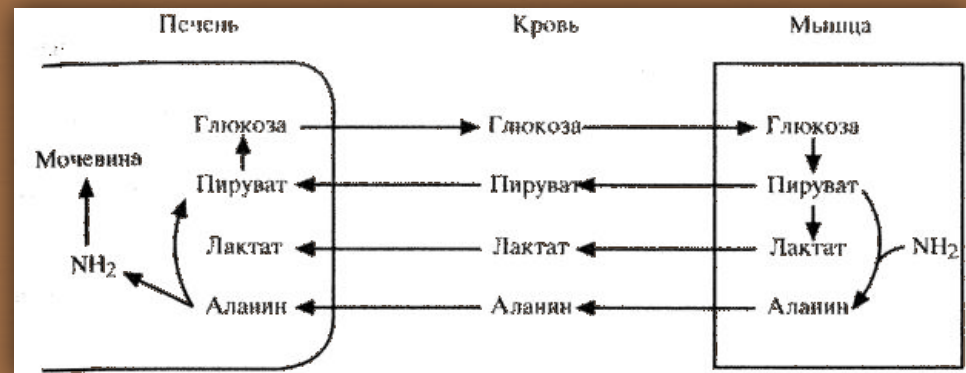 Печень Кровь Мышца
Глюкоза Глюкоза Глюкоза
Мочевина
Пируват Пируват Пируват
Лактат Лактат Лактат NH₂
NH₂
Аланин Аланин Аланин